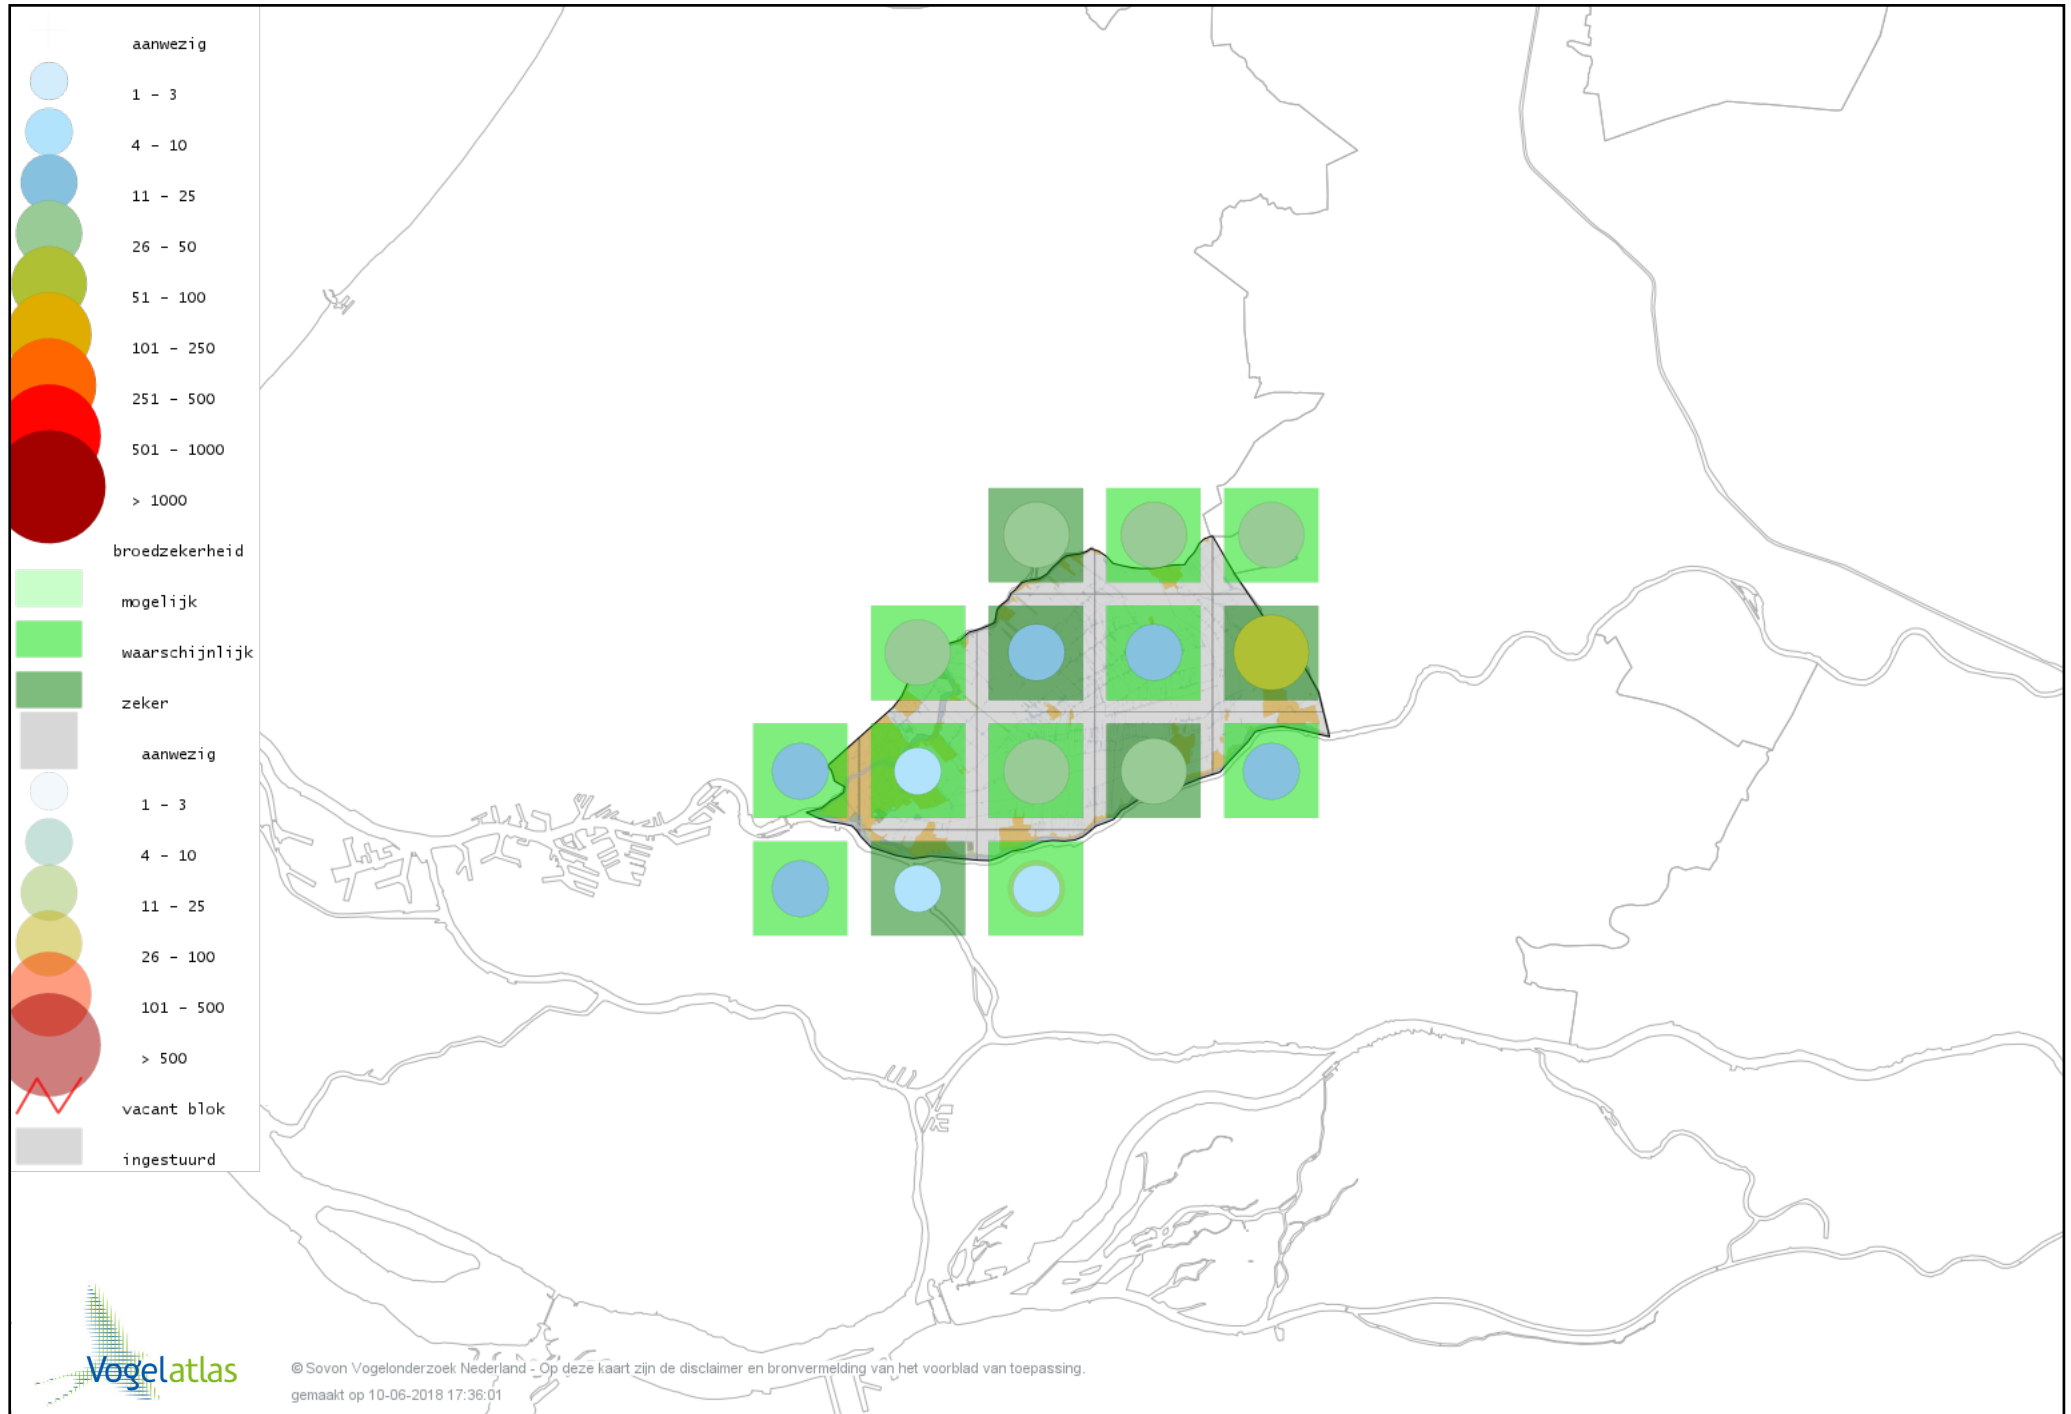 aanwezig
1 - 3
4 - 10
11 - 25
26 - 50
51 - 100
101 - 250
251 - 500
501 - 1000
> 1000
broedzekerheid
mogelijk
waarschijnlijk
zeker
aanwezig
1 - 3
4 - 10
11 - 25
26 - 100
101 - 500
> 500
vacant blok
ingestuurd
Vogelatlas
© Sovon Vogelonderzoek Nederland - Op deze kaart zijn de disclaimer en bronvermelding van het voorblad van toepassing.
gemaakt op 10-06-2018 17:36:01